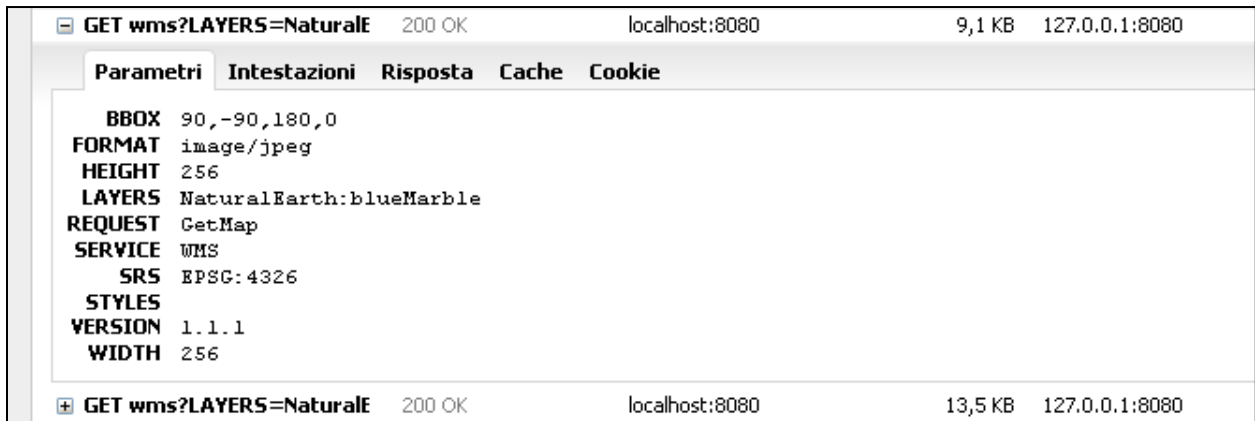 GET wms?LAYERS=NaturalE 200 OK localhost:8080 9,1 KB 127.0.0.1:8080
Parametri Intestazioni Risposta Cache Cookie
BBOX 90,-90,180,0
FORMAT image/jpeg
HEIGHT 256
LAYERS NaturalEarth:blueMarble
REQUEST GetMap
SERVICE WMS
SRS EPSG:4326
STYLES
VERSION 1.1.1
WIDTH 256
GET wms?LAYERS=NaturalE 200 OK localhost:8080 13,5 KB 127.0.0.1:8080